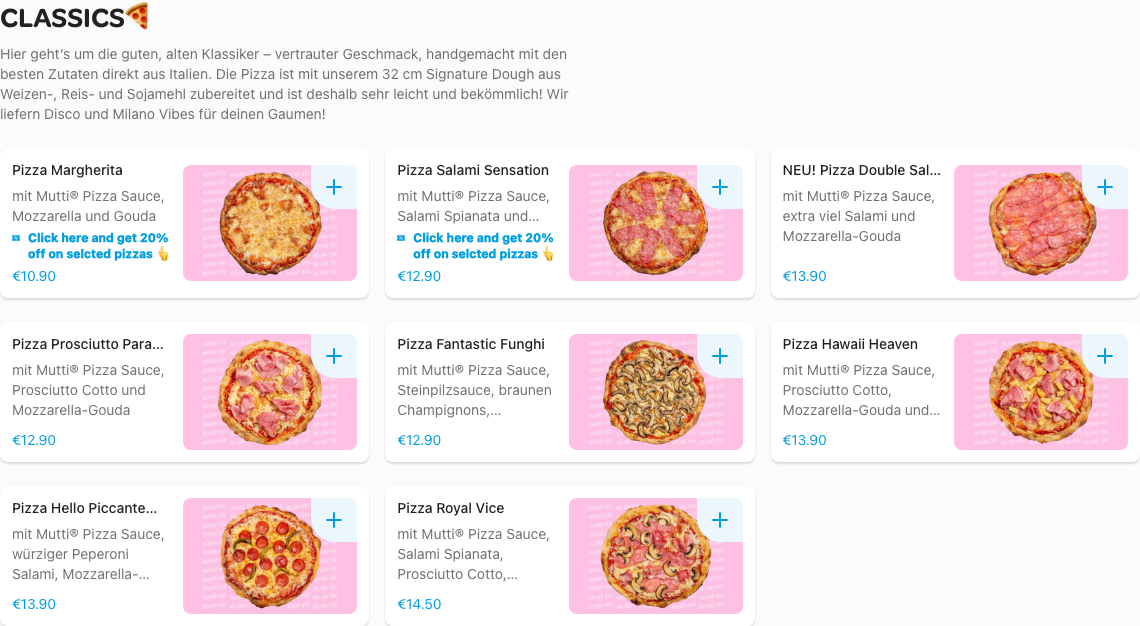 CLASSICS🍕
Hier geht’s um die guten, alten Klassiker – vertrauter Geschmack, handgemacht mit den
besten Zutaten direkt aus Italien. Die Pizza ist mit unserem 32 cm Signature Dough aus
Weizen-, Reis- und Sojamehl zubereitet und ist deshalb sehr leicht und bekömmlich! Wir
liefern Disco und Milano Vibes für deinen Gaumen!
Pizza Margherita
mit Mutti® Pizza Sauce,
Mozzarella und Gouda
Click here and get 20%
off on selcted pizzas 👆
€10.90
Pizza Salami Sensation
mit Mutti® Pizza Sauce,
Salami Spianata und...
Click here and get 20%
off on selcted pizzas 👆
€12.90
NEU! Pizza Double Sal...
mit Mutti® Pizza Sauce,
extra viel Salami und
Mozzarella-Gouda
€13.90
Pizza Prosciutto Para...
mit Mutti® Pizza Sauce,
Prosciutto Cotto und
Mozzarella-Gouda
€12.90
Pizza Fantastic Funghi
mit Mutti® Pizza Sauce,
Steinpilzsauce, braunen
Champignons,...
€12.90
Pizza Hawaii Heaven
mit Mutti® Pizza Sauce,
Prosciutto Cotto,
Mozzarella-Gouda und...
€13.90
Pizza Hello Piccante...
mit Mutti® Pizza Sauce,
würziger Peperoni
Salami, Mozzarella-...
€13.90
Pizza Royal Vice
mit Mutti® Pizza Sauce,
Salami Spianata,
Prosciutto Cotto,...
€14.50